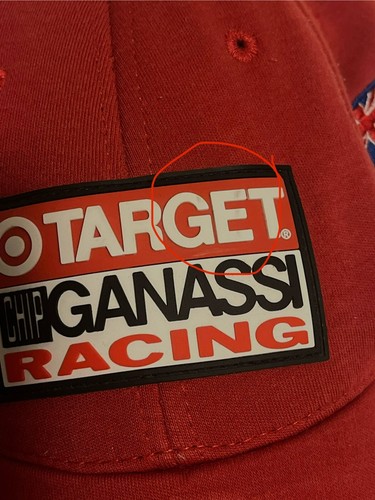 TARGET®
CHIP GANASSI
RACING